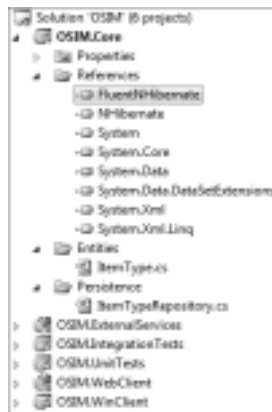 Solution 'OSIM' (6 projects)
OSIM.Core
Properties
References
FluentNHibernate
NHibernate
System
System.Core
System.Data
System.Data.DataSetExtensions
System.Xml
System.Xml.Linq
Entities
ItemType.cs
Persistence
ItemTypeRepository.cs
OSIM.ExternalServices
OSIM.IntegrationTests
OSIM.UnitTests
OSIM.WebClient
OSIM.WinClient